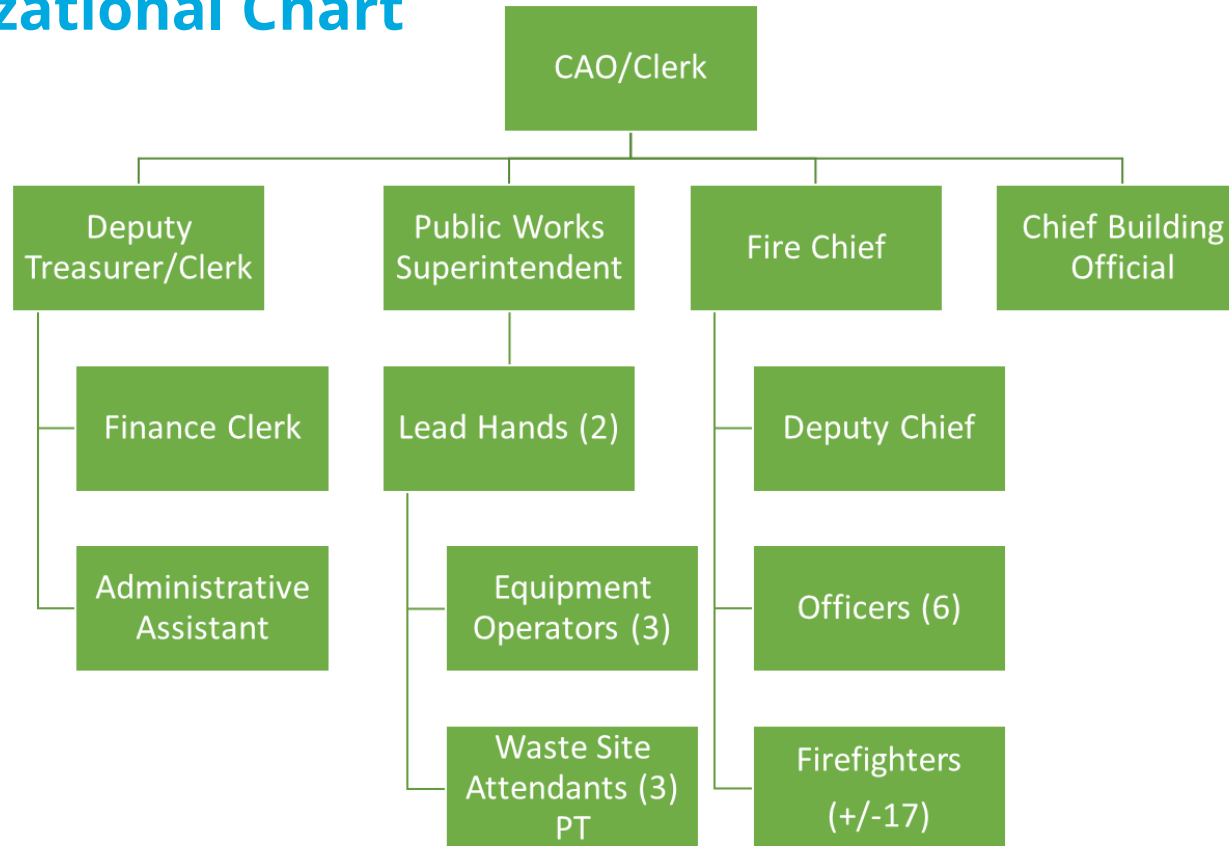 zational Chart
CAO/Clerk
Deputy
Treasurer/Clerk
Public Works
Superintendent
Fire Chief
Chief Building
Official
Finance Clerk
Lead Hands (2)
Deputy Chief
Administrative
Assistant
Equipment
Operators (3)
Officers (6)
Waste Site
Attendants (3)
PT
Firefighters
(+/-17)